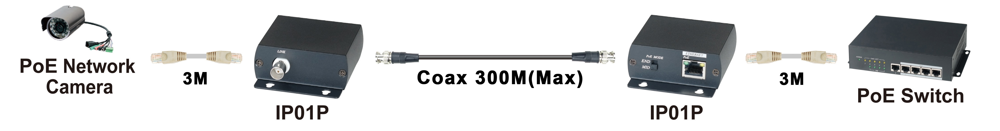 PoE Network
Camera
3M
LINK
IP01P
Coax 300M(Max)
ETHERNET
PoE MODE
PoE
END
MID
IP01P
3M
POWER
Link / ACT
PoE
PoE Switch